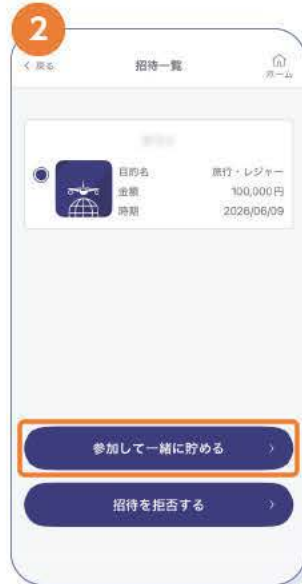 2
戻る
招待一覧
ホーム
目的名 旅行・レジャー
金額 100,000円
時期 2026/06/09
参加して一緒に貯める
招待を拒否する